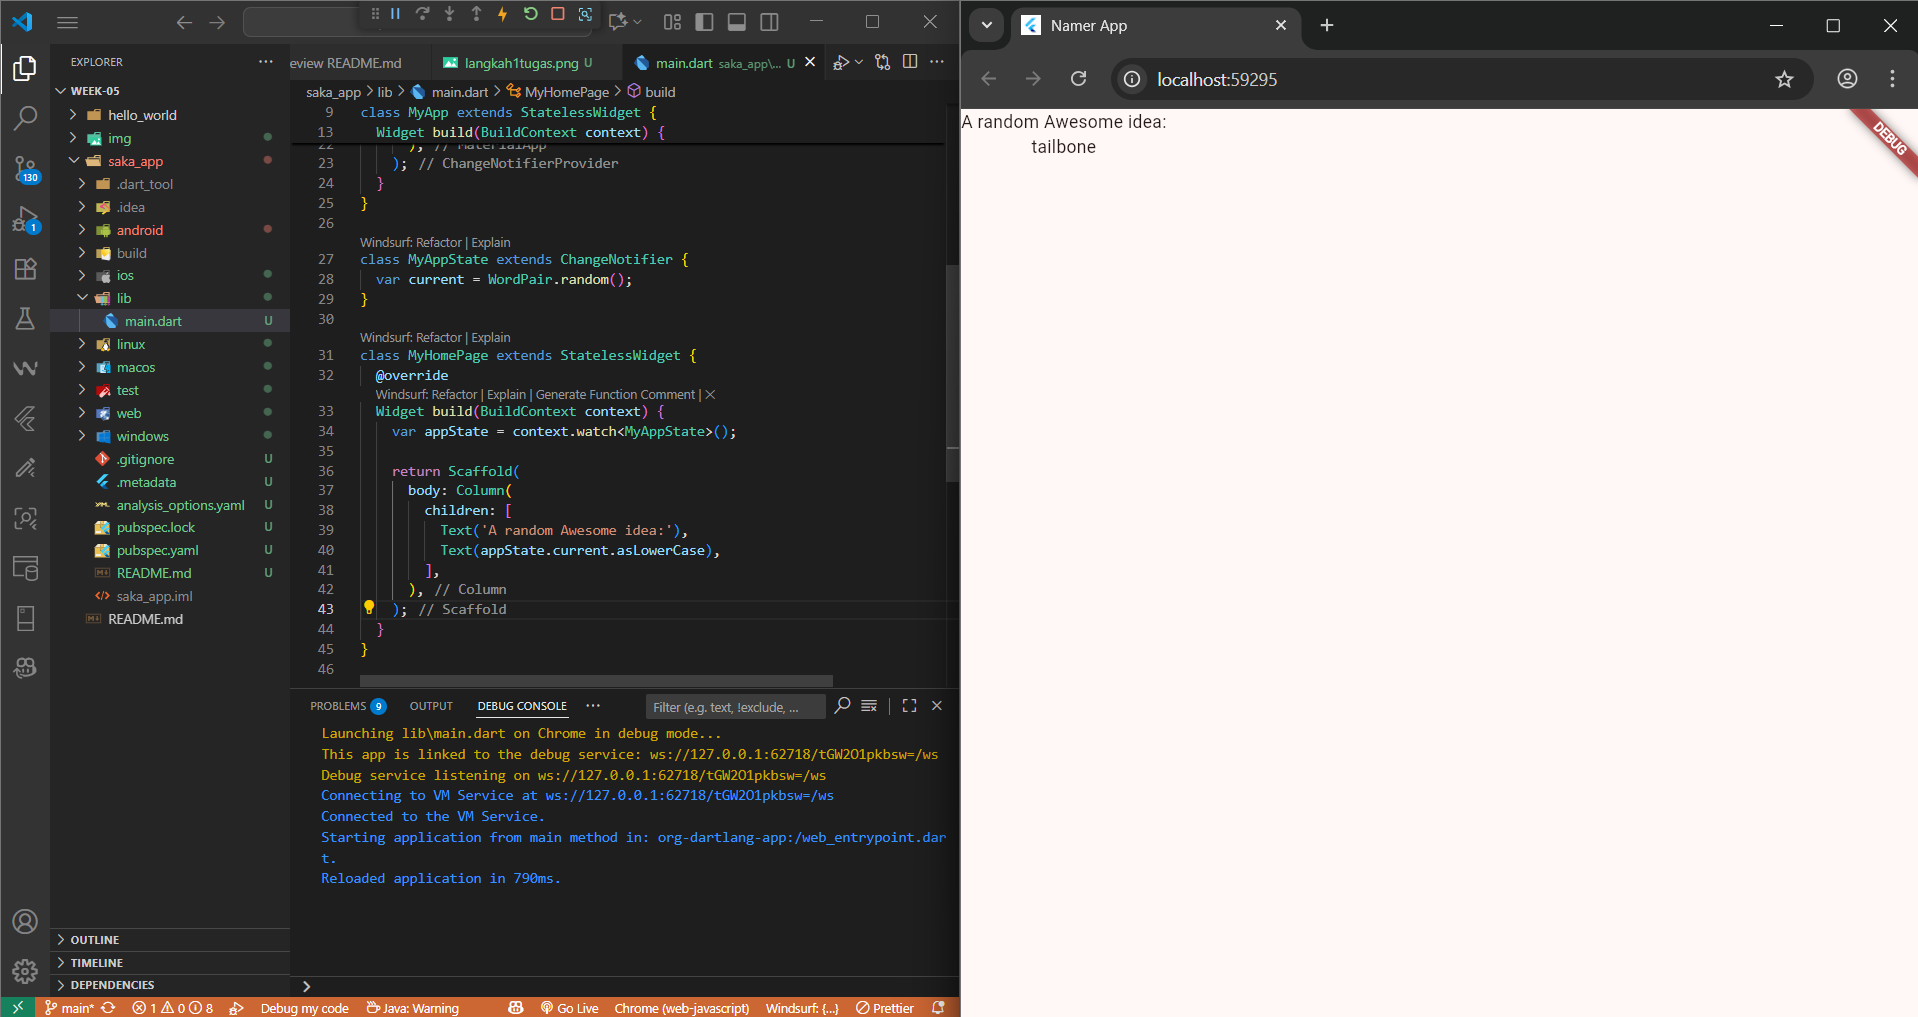 EXPLORER
WEEK-05
hello_world
img
saka_app
.dart_tool
.idea
android
build
ios
lib
main.dart U
linux
macos
test
web
windows
.gitignore U
.metadata U
analysis_options.yaml U
pubspec.lock U
pubspec.yaml U
README.md U
saka_app.iml
README.md
OUTLINE
TIMELINE
DEPENDENCIES
130
1
eview README.md
langkah1tugas.png U
main.dart saka_app\... U
saka_app > lib > main.dart > MyHomePage > build
9 class MyApp extends StatelessWidget {
13 Widget build(BuildContext context) {
22 ); // MaterialApp
23 ); // ChangeNotifierProvider
24 }
25 }
26
Windsurf: Refactor | Explain
27 class MyAppState extends ChangeNotifier {
28 var current = WordPair.random();
29 }
30
Windsurf: Refactor | Explain
31 class MyHomePage extends StatelessWidget {
32 @override
Windsurf: Refactor | Explain | Generate Function Comment | ✕
33 Widget build(BuildContext context) {
34 var appState = context.watch<MyAppState>();
35
36 return Scaffold(
37 body: Column(
38 children: [
39 Text('A random Awesome idea:'),
40 Text(appState.current.asLowerCase),
41 ],
42 ), // Column
43 ); // Scaffold
44 }
45 }
46
PROBLEMS 9 OUTPUT DEBUG CONSOLE
Filter (e.g. text, !exclude, ...
Launching lib\main.dart on Chrome in debug mode...
This app is linked to the debug service: ws://127.0.0.1:62718/tGW2O1pkbsw=/ws
Debug service listening on ws://127.0.0.1:62718/tGW2O1pkbsw=/ws
Connecting to VM Service at ws://127.0.0.1:62718/tGW2O1pkbsw=/ws
Connected to the VM Service.
Starting application from main method in: org-dartlang-app:/web_entrypoint.dar
t.
Reloaded application in 790ms.
main* 1 0 8 Debug my code Java: Warning Go Live Chrome (web-javascript) Windsurf: {...} Prettier
Namer App
localhost:59295
A random Awesome idea:
tailbone
DEBUG